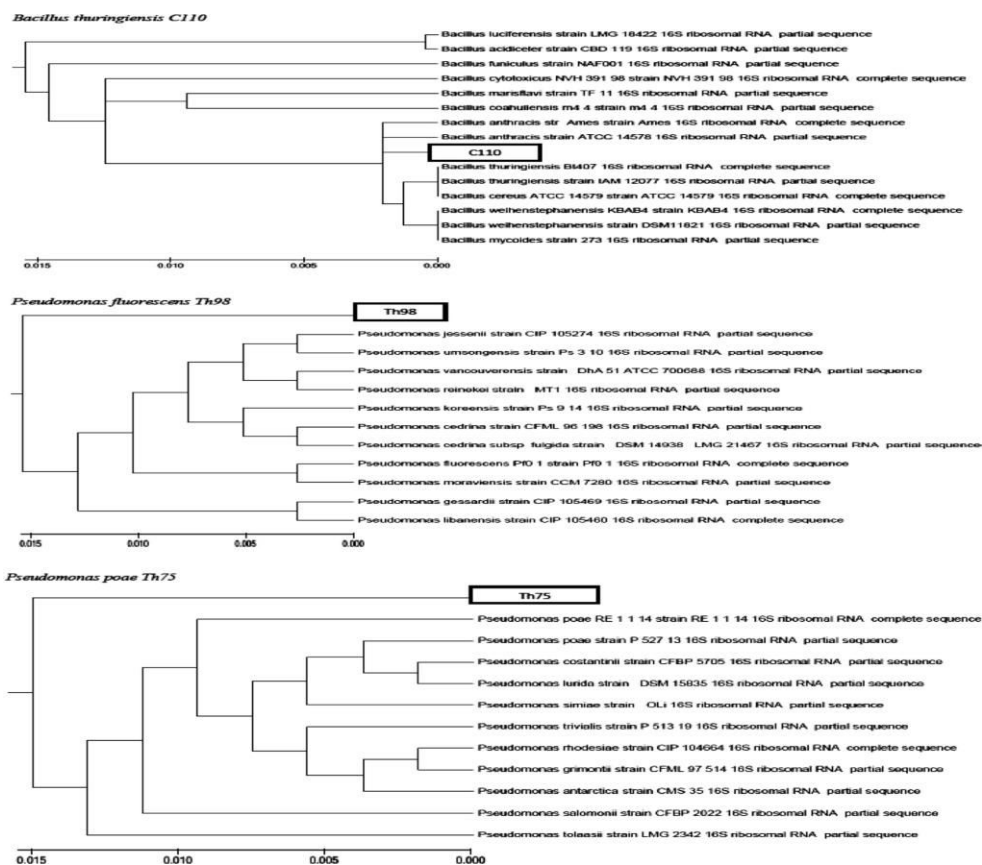 Bacillus thuringiensis C110
Bacillus luciferensis strain LMG 18422 16S ribosomal RNA partial sequence
Bacillus acidiceler strain CBD 119 16S ribosomal RNA partial sequence
Bacillus funiculus strain NAF001 16S ribosomal RNA partial sequence
Bacillus cytotoxicus NVH 391 98 strain NVH 391 98 16S ribosomal RNA complete sequence
Bacillus marisflavi strain TF 11 16S ribosomal RNA partial sequence
Bacillus coahuilensis m4 4 strain m4 4 16S ribosomal RNA partial sequence
Bacillus anthracis str Ames strain Ames 16S ribosomal RNA complete sequence
Bacillus anthracis strain ATCC 14578 16S ribosomal RNA partial sequence
C110
Bacillus thuringiensis Bt407 16S ribosomal RNA complete sequence
Bacillus thuringiensis strain IAM 12077 16S ribosomal RNA partial sequence
Bacillus cereus ATCC 14579 strain ATCC 14579 16S ribosomal RNA complete sequence
Bacillus weihenstephanensis KBAB4 strain KBAB4 16S ribosomal RNA complete sequence
Bacillus weihenstephanensis strain DSM11821 16S ribosomal RNA partial sequence
Bacillus mycoides strain 273 16S ribosomal RNA partial sequence
0.015 0.010 0.005 0.000
Pseudomonas fluorescens Th98
Th98
Pseudomonas jessenii strain CIP 105274 16S ribosomal RNA partial sequence
Pseudomonas umsongensis strain Ps 3 10 16S ribosomal RNA partial sequence
Pseudomonas vancouverensis strain DhA 51 ATCC 700688 16S ribosomal RNA partial sequence
Pseudomonas reinekei strain MT1 16S ribosomal RNA partial sequence
Pseudomonas koreensis strain Ps 9 14 16S ribosomal RNA partial sequence
Pseudomonas cedrina strain CFML 96 198 16S ribosomal RNA partial sequence
Pseudomonas cedrina subsp fulgida strain DSM 14938 LMG 21467 16S ribosomal RNA partial sequence
Pseudomonas fluorescens Pf0 1 strain Pf0 1 16S ribosomal RNA complete sequence
Pseudomonas moraviensis strain CCM 7280 16S ribosomal RNA partial sequence
Pseudomonas gessardii strain CIP 105469 16S ribosomal RNA partial sequence
Pseudomonas libanensis strain CIP 105460 16S ribosomal RNA complete sequence
0.015 0.010 0.005 0.000
Pseudomonas poae Th75
Th75
Pseudomonas poae RE 1 1 14 strain RE 1 1 14 16S ribosomal RNA complete sequence
Pseudomonas poae strain P 527 13 16S ribosomal RNA partial sequence
Pseudomonas costantinii strain CFBP 5705 16S ribosomal RNA partial sequence
Pseudomonas lurida strain DSM 15835 16S ribosomal RNA partial sequence
Pseudomonas simiae strain OLi 16S ribosomal RNA partial sequence
Pseudomonas trivialis strain P 513 19 16S ribosomal RNA partial sequence
Pseudomonas rhodesiae strain CIP 104664 16S ribosomal RNA complete sequence
Pseudomonas grimontii strain CFML 97 514 16S ribosomal RNA partial sequence
Pseudomonas antarctica strain CMS 35 16S ribosomal RNA partial sequence
Pseudomonas salomonii strain CFBP 2022 16S ribosomal RNA partial sequence
Pseudomonas tolaasii strain LMG 2342 16S ribosomal RNA partial sequence
0.015 0.010 0.005 0.000